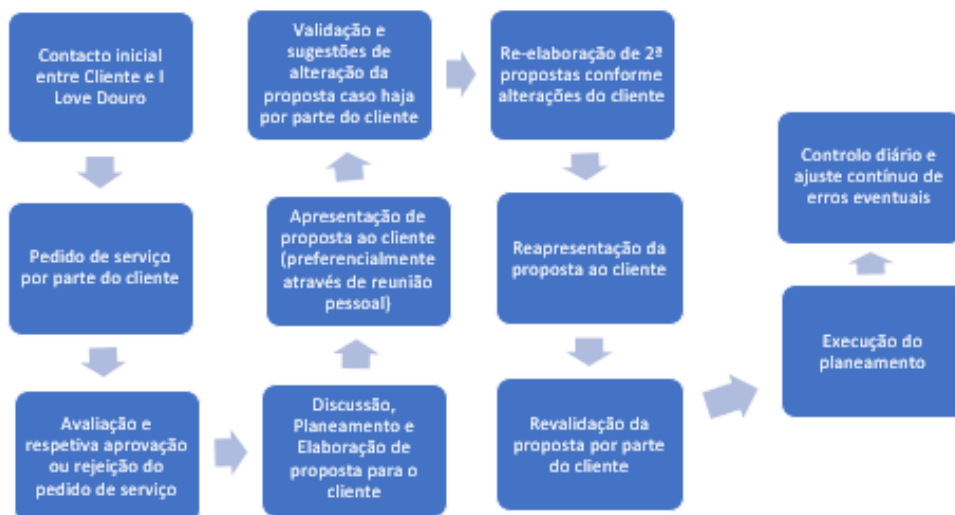 Contacto inicial
entre Cliente e I
Love Douro
Pedido de serviço
por parte do cliente
Avaliação e
respetiva aprovação
ou rejeição do
pedido de serviço
Discussão,
Planeamento e
Elaboração de
proposta para o
cliente
Apresentação de
proposta ao cliente
(preferencialmente
através de reunião
pessoal)
Validação e
sugestões de
alteração da
proposta caso haja
por parte do cliente
Re-elaboração de 2ª
propostas conforme
alterações do cliente
Reapresentação da
proposta ao cliente
Revalidação da
proposta por parte
do cliente
Execução do
planeamento
Controlo diário e
ajuste contínuo de
erros eventuais